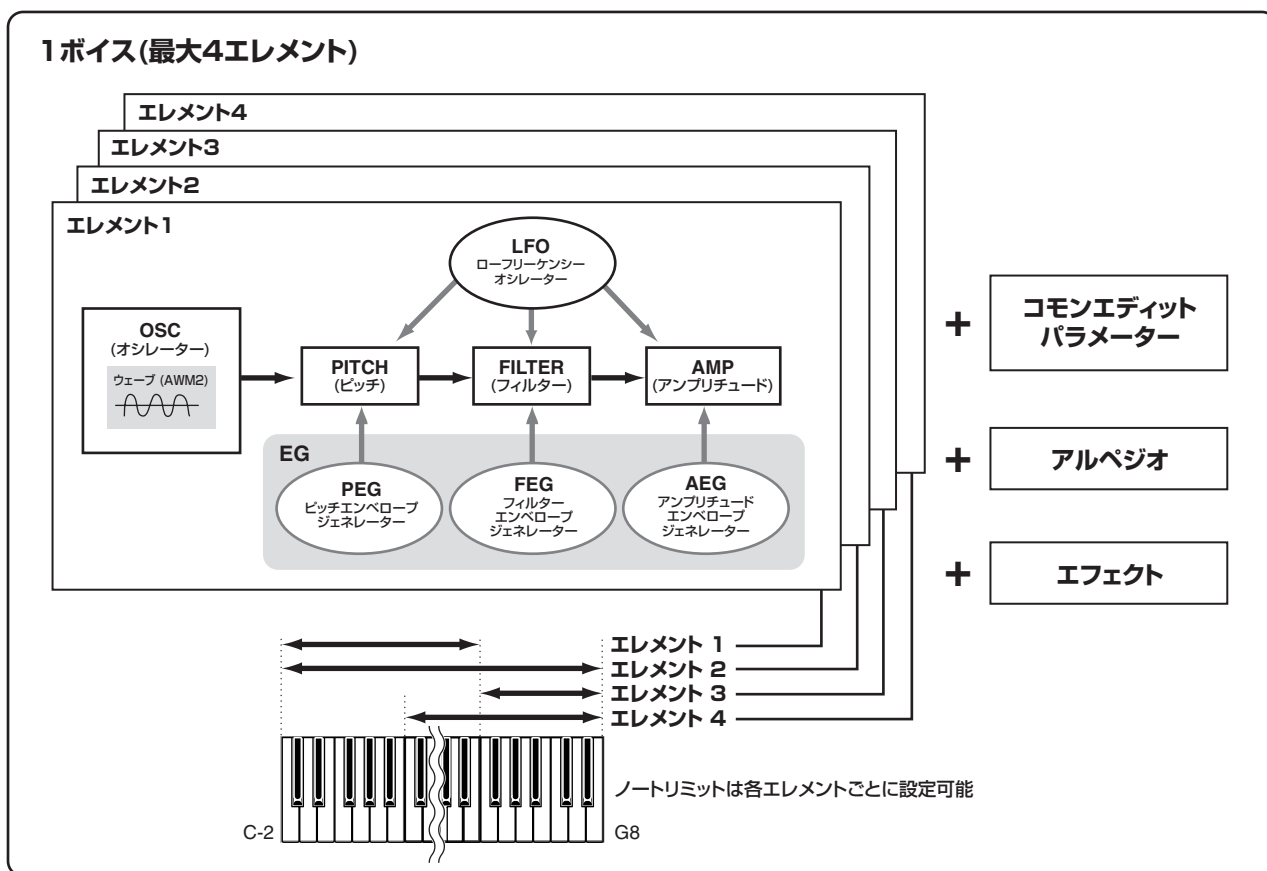 1ボイス(最大4エレメント)
エレメント4
エレメント3
エレメント2
エレメント1
LFO
ローフリーケンシー
オシレーター
OSC
(オシレーター)
ウェーブ (AWM2)
PITCH
(ピッチ)
FILTER
(フィルター)
AMP
(アンプリチュード)
EG
PEG
ピッチエンベロープ
ジェネレーター
FEG
フィルター
エンベロープ
ジェネレーター
AEG
アンプリチュード
エンベロープ
ジェネレーター
+
コモンエディット
パラメーター
+
アルペジオ
+
エフェクト
エレメント 1
エレメント 2
エレメント 3
エレメント 4
ノートリミットは各エレメントごとに設定可能
C-2
G8